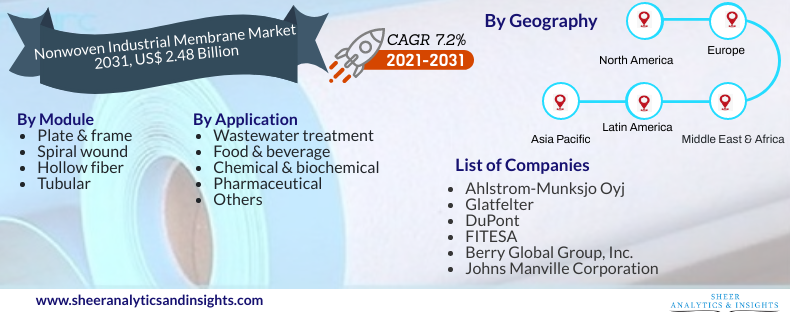 Nonwoven Industrial Membrane Market
2031, US$ 2.48 Billion
CAGR 7.2%
2021-2031
By Geography
North America
Europe
Asia Pacific
Latin America
Middle East & Africa
By Module
• Plate & frame
• Spiral wound
• Hollow fiber
• Tubular
By Application
• Wastewater treatment
• Food & beverage
• Chemical & biochemical
• Pharmaceutical
• Others
List of Companies
• Ahlstrom-Munksjo Oyj
• Glatfelter
• DuPont
• FITESA
• Berry Global Group, Inc.
• Johns Manville Corporation
www.sheeranalyticsandinsights.com
SHEER
ANALYTICS & INSIGHTS